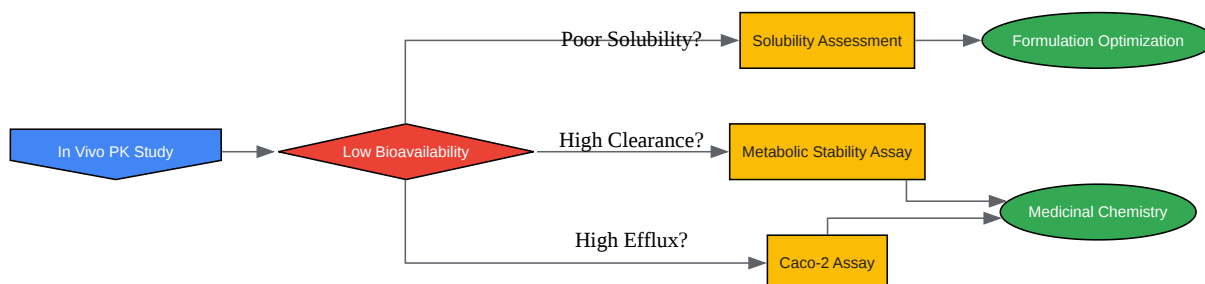 Poor Solubility?
Solubility Assessment
Formulation Optimization
In Vivo PK Study
Low Bioavailability
High Clearance?
Metabolic Stability Assay
Medicinal Chemistry
High Efflux?
Caco-2 Assay